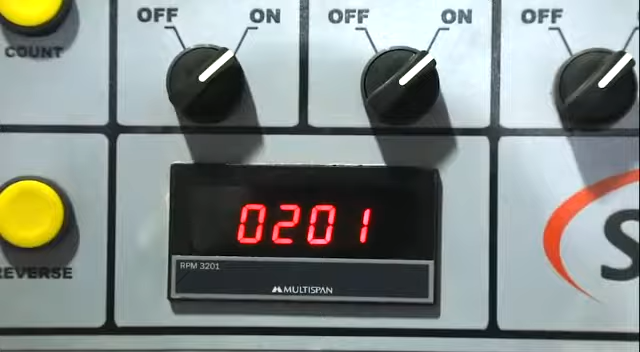 OFF ON
OFF ON
OFF
COUNT
0201
RPM 3201
MULTISPAN
REVERSE
S